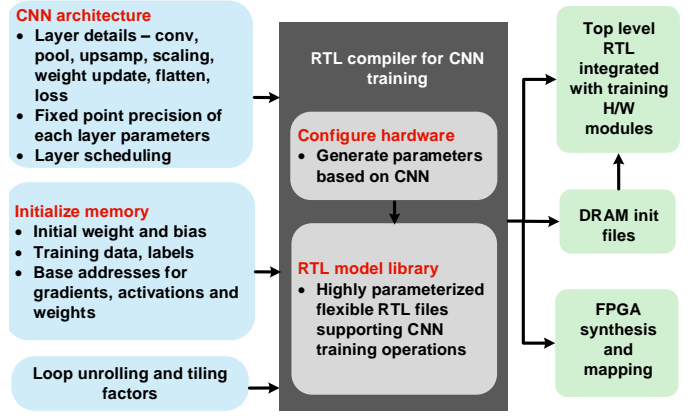 CNN architecture
• Layer details – conv,
pool, upsamp, scaling,
weight update, flatten,
loss
• Fixed point precision of
each layer parameters
• Layer scheduling
Initialize memory
• Initial weight and bias
• Training data, labels
• Base addresses for
gradients, activations and
weights
Loop unrolling and tiling
factors
RTL compiler for CNN
training
Configure hardware
• Generate parameters
based on CNN
RTL model library
• Highly parameterized
flexible RTL files
supporting CNN
training operations
Top level
RTL
integrated
with training
H/W
modules
DRAM init
files
FPGA
synthesis
and
mapping